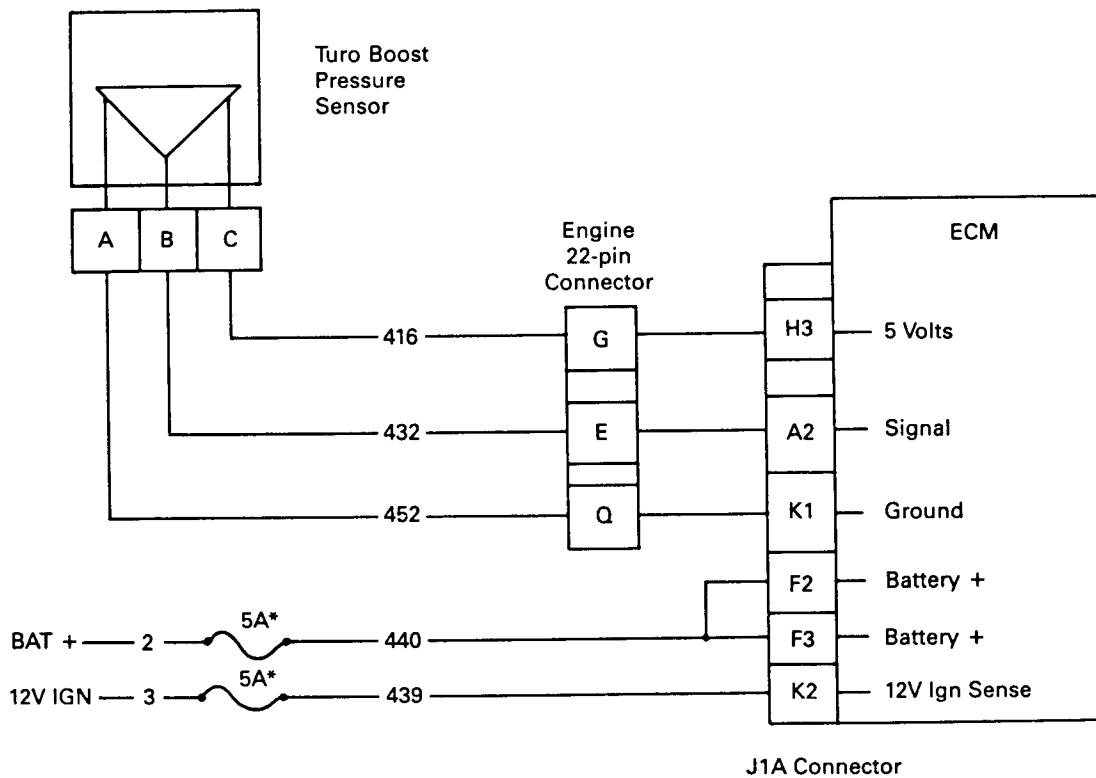 Turo Boost
Pressure
Sensor
A B C
Engine
22-pin
Connector
ECM
416 G H3 5 Volts
432 E A2 Signal
452 Q K1 Ground
F2 Battery +
BAT + 2 5A* 440 F3 Battery +
12V IGN 3 5A* 439 K2 12V Ign Sense
J1A Connector